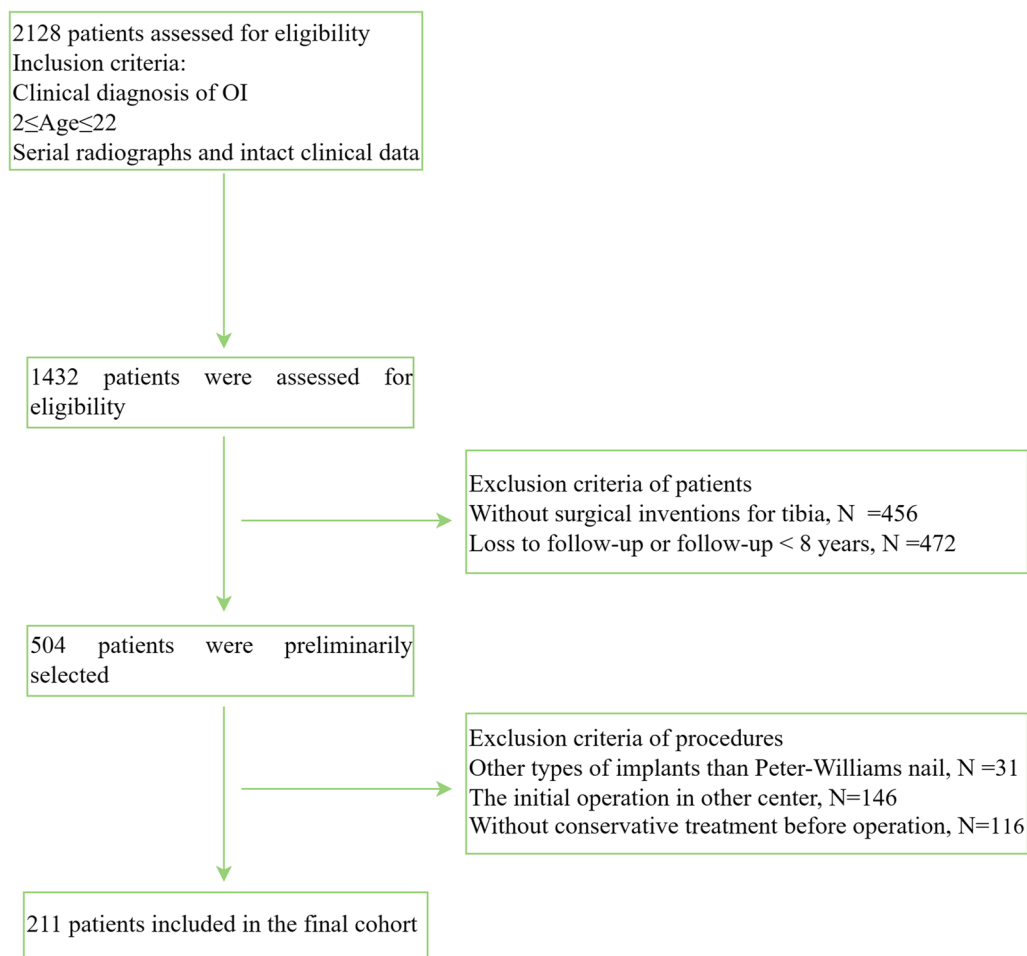 2128 patients assessed for eligibility
Inclusion criteria:
Clinical diagnosis of OI
2≤Age≤22
Serial radiographs and intact clinical data
1432 patients were assessed for
eligibility
Exclusion criteria of patients
Without surgical inventions for tibia, N =456
Loss to follow-up or follow-up < 8 years, N =472
504 patients were preliminarily
selected
Exclusion criteria of procedures
Other types of implants than Peter-Williams nail, N =31
The initial operation in other center, N=146
Without conservative treatment before operation, N=116
211 patients included in the final cohort